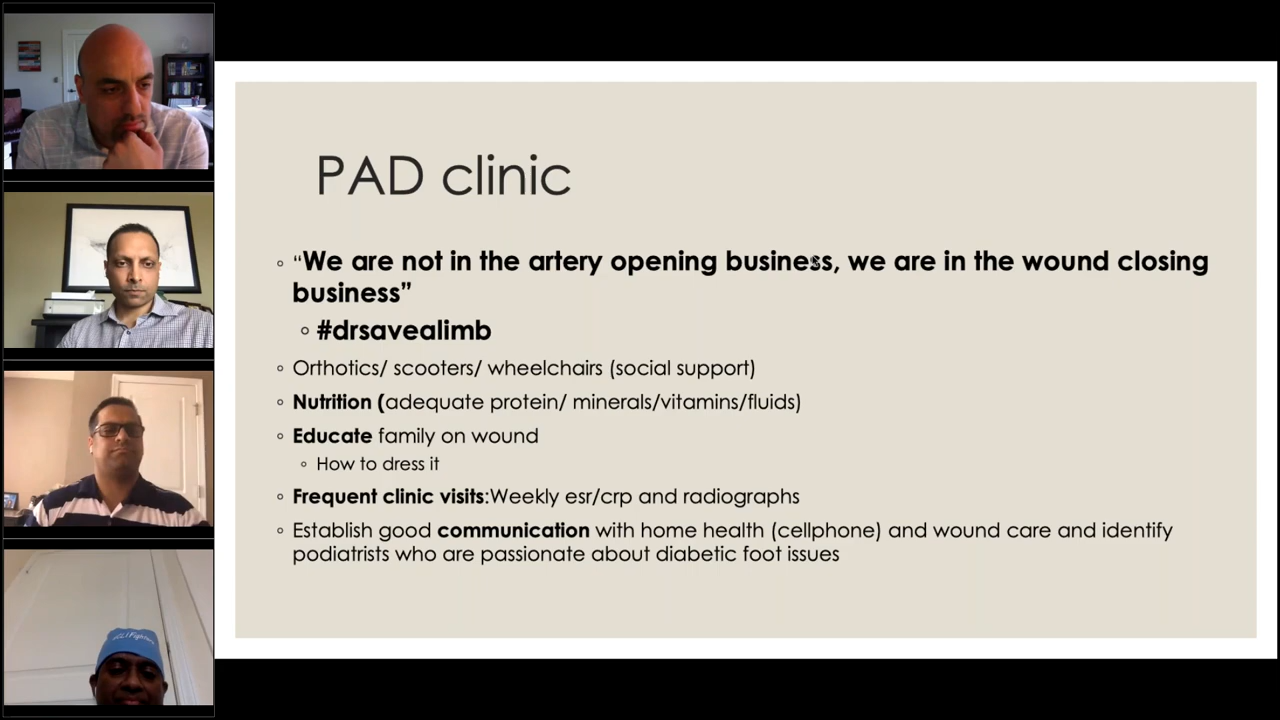 PAD clinic
“We are not in the artery opening business, we are in the wound closing
business”
#drsavealimb
Orthotics/ scooters/ wheelchairs (social support)
Nutrition (adequate protein/ minerals/vitamins/fluids)
Educate family on wound
How to dress it
Frequent clinic visits:Weekly esr/crp and radiographs
Establish good communication with home health (cellphone) and wound care and identify
podiatrists who are passionate about diabetic foot issues